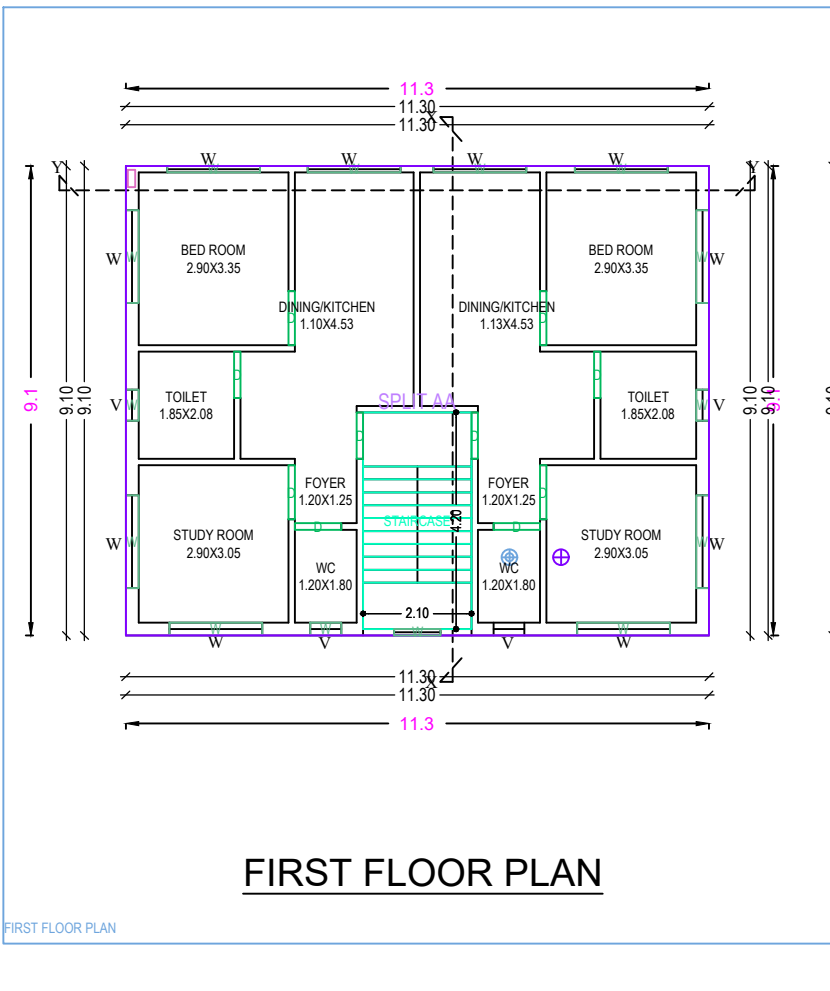 11.3
11.30
X
11.30
W
W
W
W
Y
Y
BED ROOM
2.90X3.35
BED ROOM
2.90X3.35
W
W
W
W
DINING/KITCHEN
1.10X4.53
DINING/KITCHEN
1.13X4.53
D
D
9.1
9.10
9.10
9.10
9.10
9.1
9.10
TOILET
1.85X2.08
TOILET
1.85X2.08
D
D
V
W
W
V
SPLIT AA
D
D
FOYER
1.20X1.25
FOYER
1.20X1.25
D
D
STAIRCASE
4.20
D
D
STUDY ROOM
2.90X3.05
STUDY ROOM
2.90X3.05
W
W
W
W
WC
1.20X1.80
WC
1.20X1.80
2.10
W
W
V
W
V
W
W
11.30
X
11.30
11.3
FIRST FLOOR PLAN
FIRST FLOOR PLAN